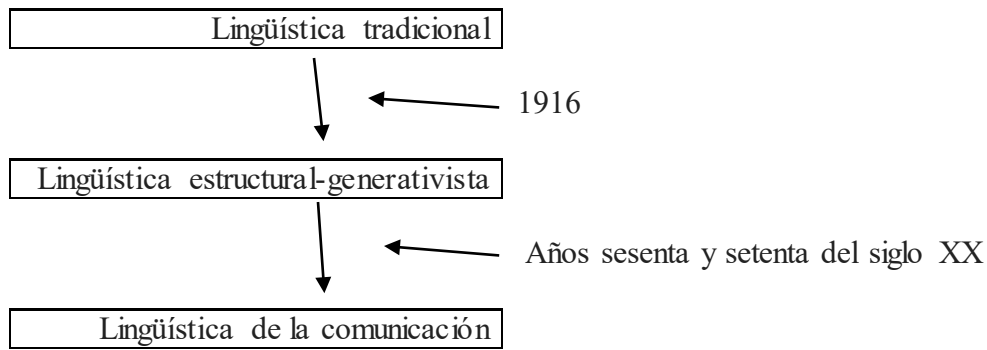 Lingüística tradicional
1916
Lingüística estructural-generativista
Años sesenta y setenta del siglo XX
Lingüística de la comunicación